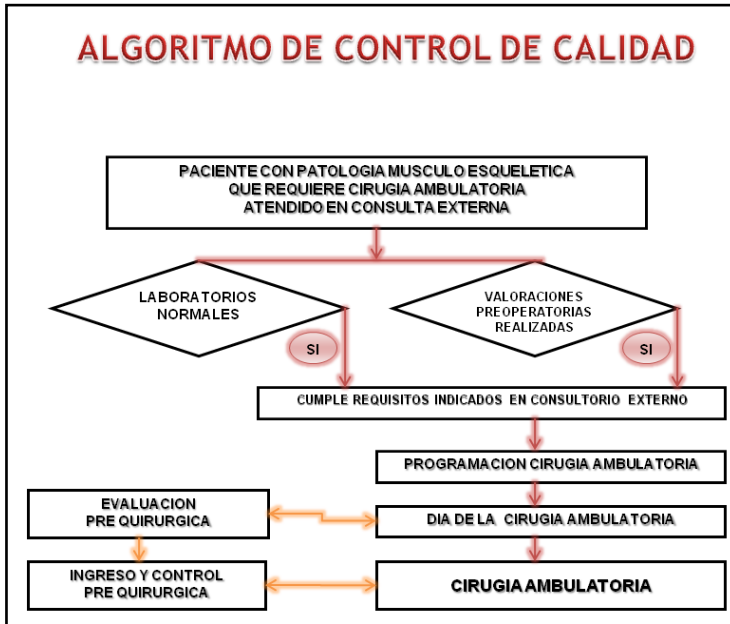 ALGORITMO DE CONTROL DE CALIDAD
PACIENTE CON PATOLOGIA MUSCULO ESQUELETICA
QUE REQUIERE CIRUGIA AMBULATORIA
ATENDIDO EN CONSULTA EXTERNA
LABORATORIOS
NORMALES
VALORACIONES
PREOPERATORIAS
REALIZADAS
SI
SI
CUMPLE REQUISITOS INDICADOS EN CONSULTORIO EXTERNO
PROGRAMACION CIRUGIA AMBULATORIA
EVALUACION
PRE QUIRURGICA
DIA DE LA CIRUGIA AMBULATORIA
INGRESO Y CONTROL
PRE QUIRURGICA
CIRUGIA AMBULATORIA